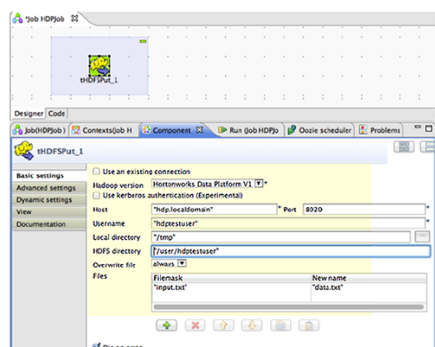 *Job HDPJob
tHDFSPut_1
Designer Code
Job(HDPJob) Contexts(Job H Component Run (Job HDPJo Oozie scheduler Problems
tHDFSPut_1
Basic settings
Advanced settings
Dynamic settings
View
Documentation
Use an existing connection
Hadoop version Hortonworks Data Platform V1 *
Use kerberos authentication (Experimental)
Host "hdp.localdomain" * Port 8020 *
Username "hdptestuser" *
Local directory "/tmp" *
HDFS directory "/user/hdptestuser" *
Overwrite file always
Files Filemask New name
"input.txt" "data.txt"
Die on error